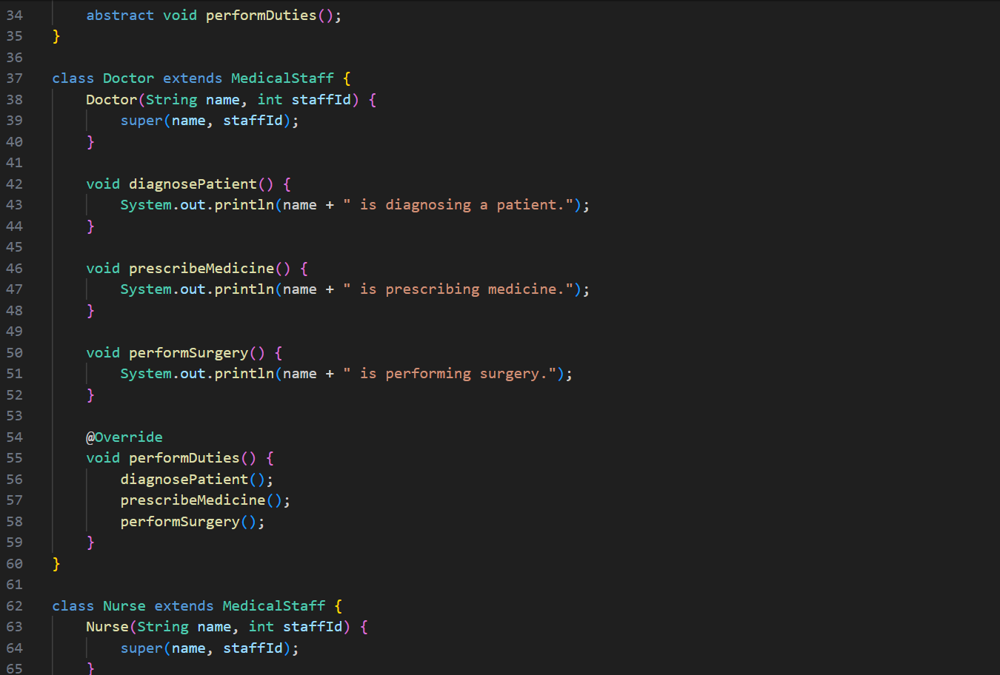 34 abstract void performDuties();
35 }
36
37 class Doctor extends MedicalStaff {
38 Doctor(String name, int staffId) {
39 super(name, staffId);
40 }
41
42 void diagnosePatient() {
43 System.out.println(name + " is diagnosing a patient.");
44 }
45
46 void prescribeMedicine() {
47 System.out.println(name + " is prescribing medicine.");
48 }
49
50 void performSurgery() {
51 System.out.println(name + " is performing surgery.");
52 }
53
54 @Override
55 void performDuties() {
56 diagnosePatient();
57 prescribeMedicine();
58 performSurgery();
59 }
60 }
61
62 class Nurse extends MedicalStaff {
63 Nurse(String name, int staffId) {
64 super(name, staffId);
65 }